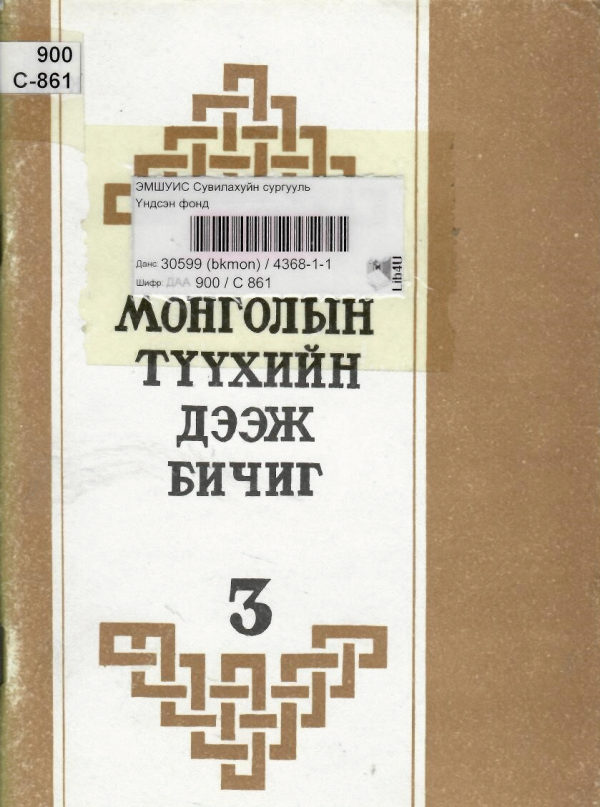 900
C-861
ЭМШУИС Сувилахуйн сургууль
Үндсэн фонд
Данс 30599 (bkmon) / 4368-1-1
Шифр: ДАА 900 / C 861
Lib4U
МОНГОЛЫН
ТҮҮХИЙН
ДЭЭЖ
БИЧИГ
3